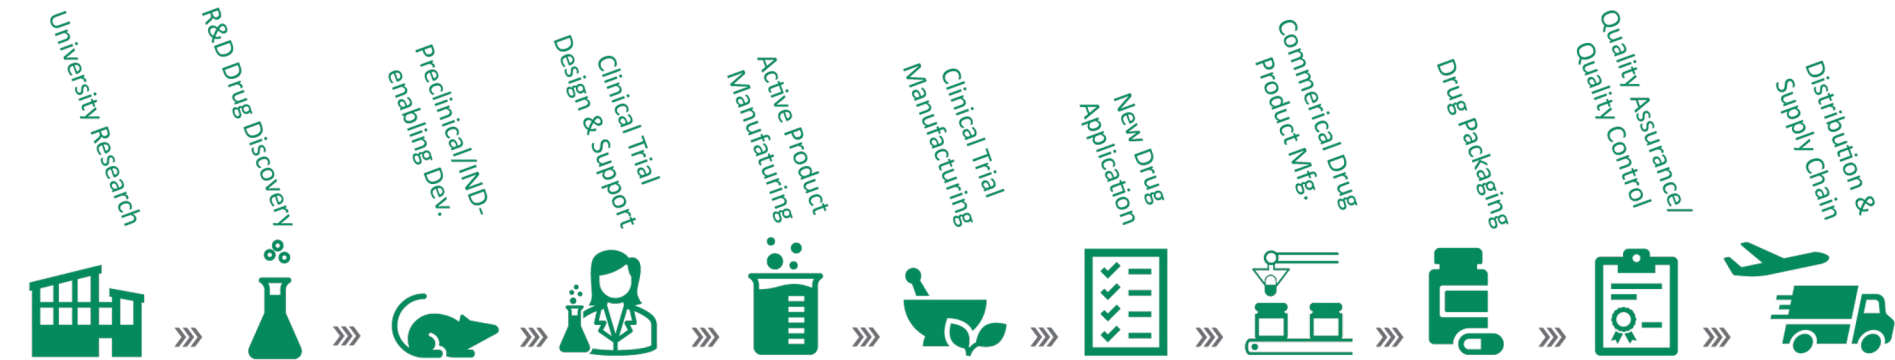 University Research
R&D Drug Discovery
Preclinical/IND-
enabling Dev.
Clinical Trial
Design & Support
Active Product
Manufaturing
Clinical Trial
Manufacturing
New Drug
Application
Commerical Drug
Product Mfg.
Drug Packaging
Quality Assurance/
Quality Control
Distribution &
Supply Chain